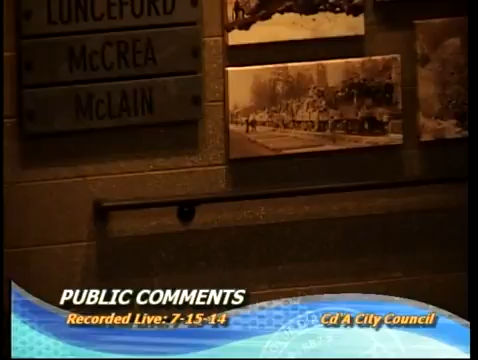 LUNCEFORD
McCREA
McLAIN
PUBLIC COMMENTS
Recorded Live: 7-15-14
Cd'A City Council